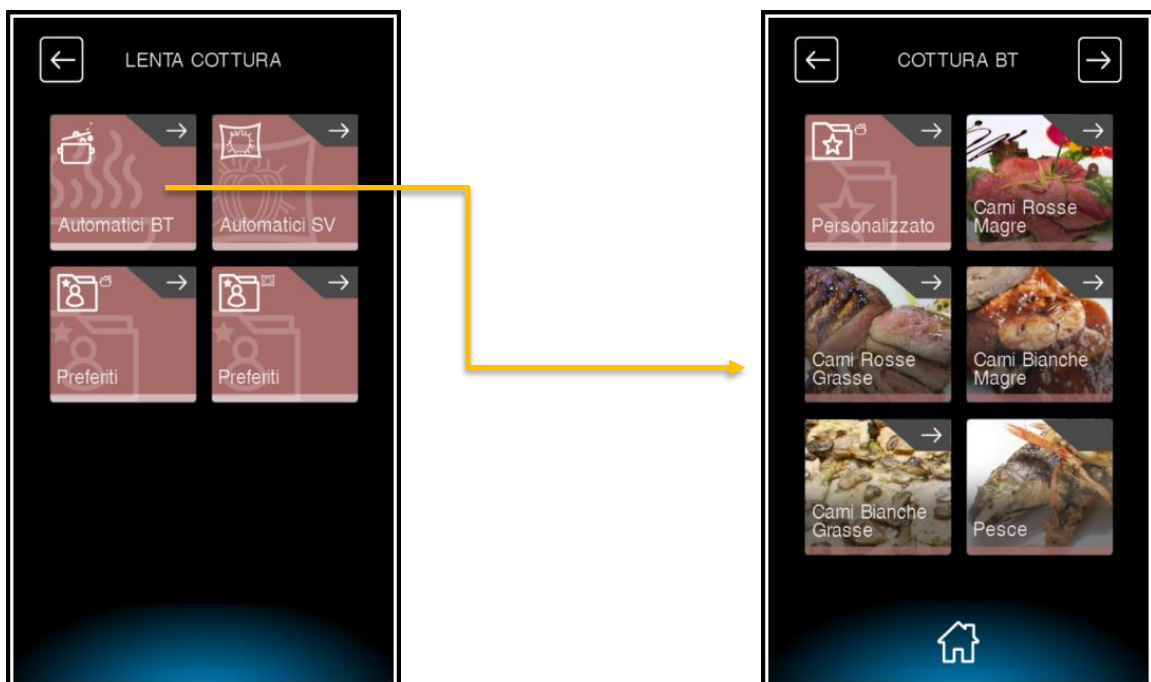 LENTA COTTURA
Automatici BT
Automatici SV
Preferiti
Preferiti
COTTURA BT
Personalizzato
Carni Rosse
Magre
Carni Rosse
Grasse
Carni Bianche
Magre
Carni Bianche
Grasse
Pesce